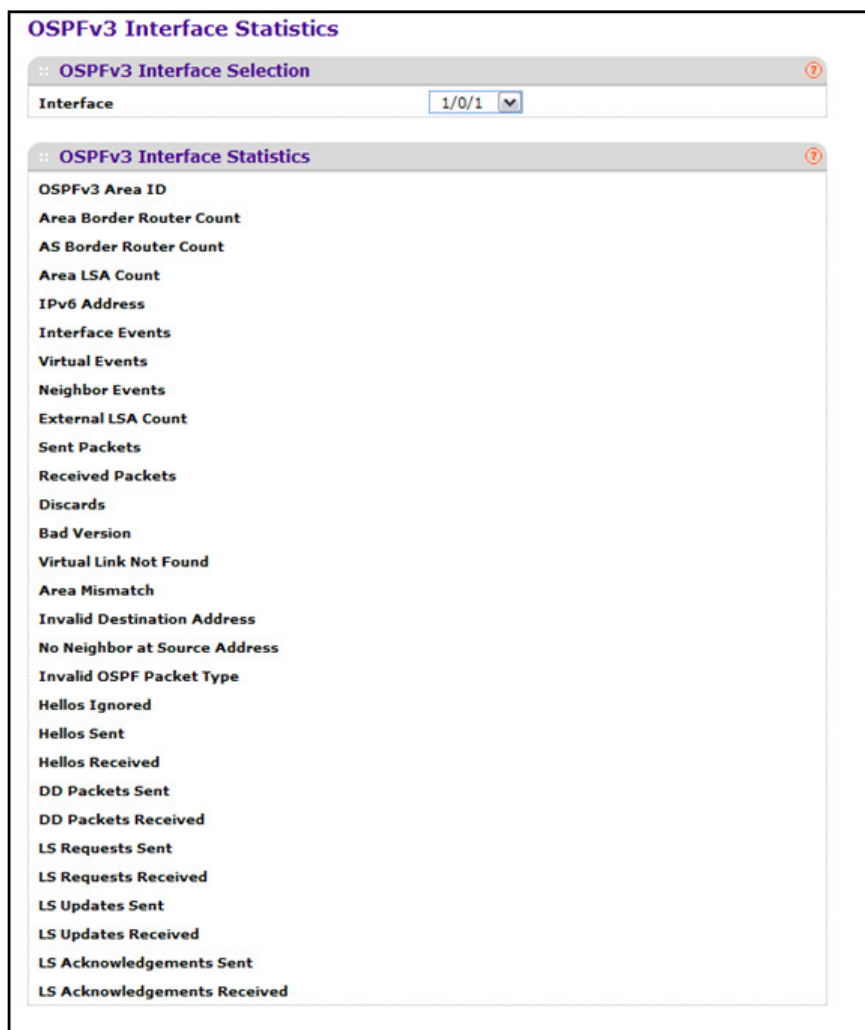 OSPFv3 Interface Statistics
OSPFv3 Interface Selection
Interface 1/0/1
OSPFv3 Interface Statistics
OSPFv3 Area ID
Area Border Router Count
AS Border Router Count
Area LSA Count
IPv6 Address
Interface Events
Virtual Events
Neighbor Events
External LSA Count
Sent Packets
Received Packets
Discards
Bad Version
Virtual Link Not Found
Area Mismatch
Invalid Destination Address
No Neighbor at Source Address
Invalid OSPF Packet Type
Hellos Ignored
Hellos Sent
Hellos Received
DD Packets Sent
DD Packets Received
LS Requests Sent
LS Requests Received
LS Updates Sent
LS Updates Received
LS Acknowledgements Sent
LS Acknowledgements Received